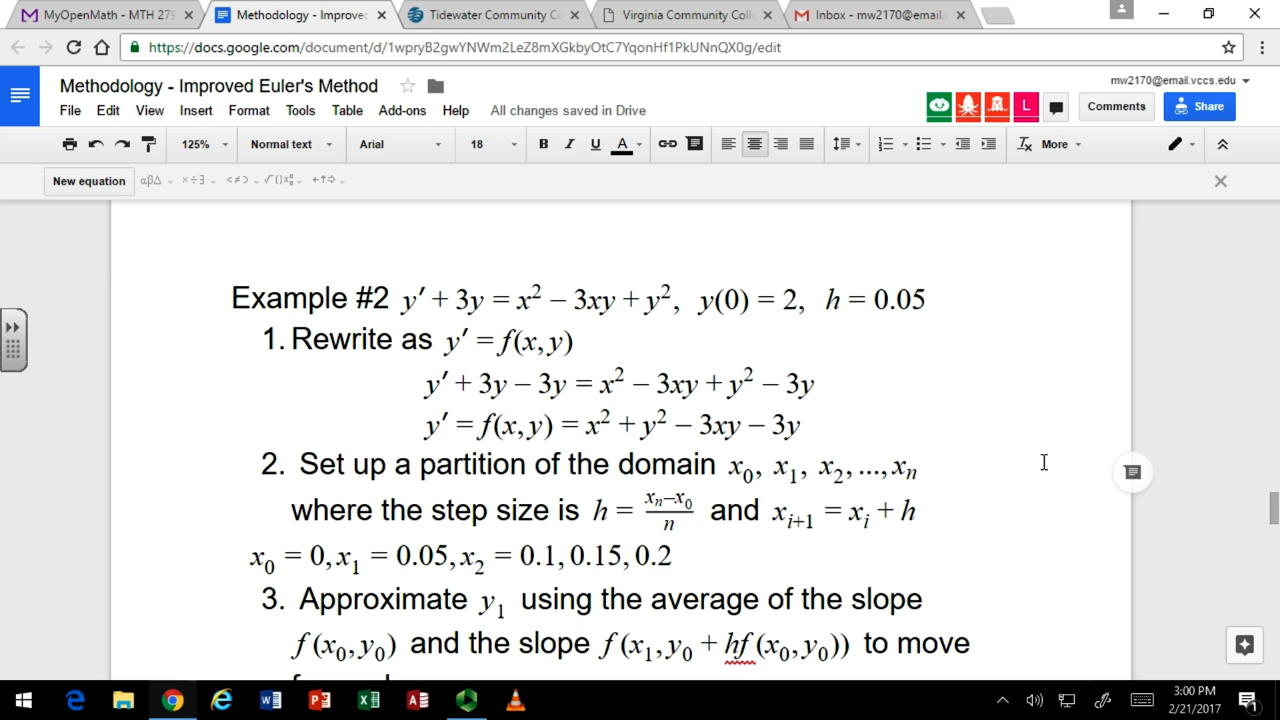 MyOpenMath - MTH 279
Methodology - Improved
Tidewater Community Co
Virginia Community Coll
Inbox - mw2170@email.
https://docs.google.com/document/d/1wpryB2gwYNWm2LeZ8mXGkbyOtC7YqonHf1PkUNnQX0g/edit
Methodology - Improved Euler's Method
mw2170@email.vccs.edu
File Edit View Insert Format Tools Table Add-ons Help All changes saved in Drive
L
Comments
Share
125% Normal text Arial 18 B I U A More
New equation αβΔ ×÷∃ <≠⊃ ←↑⇒
Example #2 y′ + 3y = x² − 3xy + y², y(0) = 2, h = 0.05
1. Rewrite as y′ = f(x, y)
y′ + 3y − 3y = x² − 3xy + y² − 3y
y′ = f(x, y) = x² + y² − 3xy − 3y
2. Set up a partition of the domain x₀, x₁, x₂, ..., xₙ
where the step size is h = (xₙ−x₀)/n and xᵢ₊₁ = xᵢ + h
x₀ = 0, x₁ = 0.05, x₂ = 0.1, 0.15, 0.2
3. Approximate y₁ using the average of the slope
f(x₀, y₀) and the slope f(x₁, y₀ + hf(x₀, y₀)) to move
3:00 PM
2/21/2017